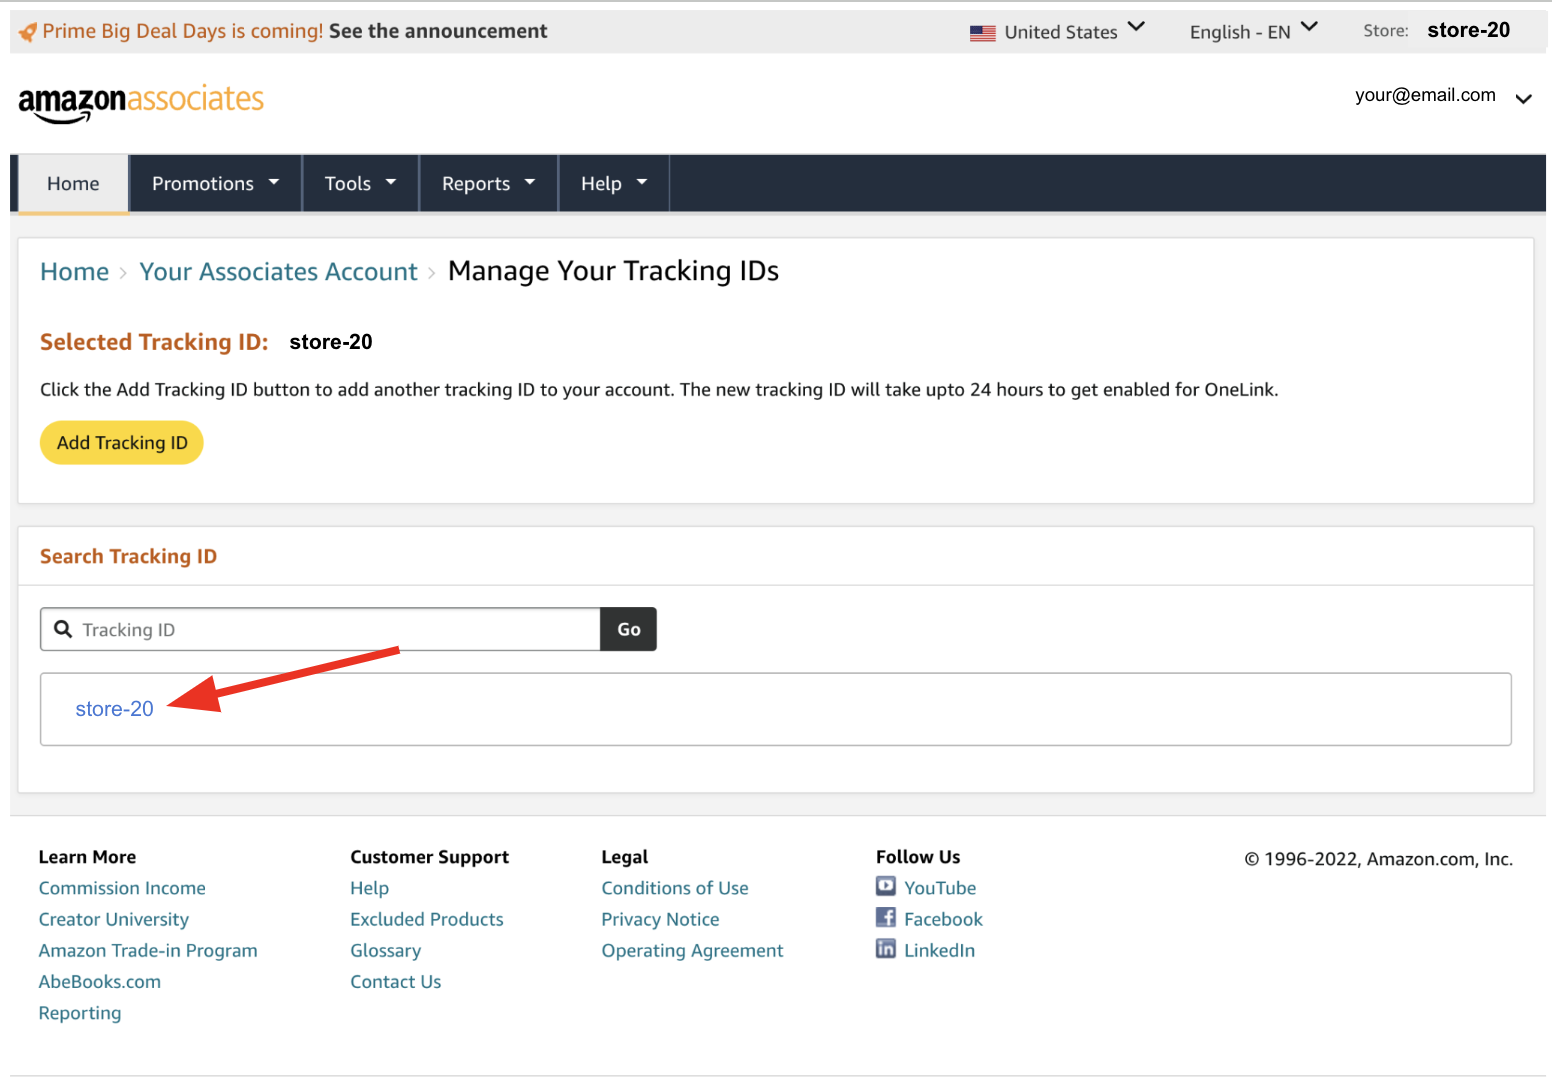 Prime Big Deal Days is coming! See the announcement United States English - EN Store: store-20
amazonassociates your@email.com
Home Promotions Tools Reports Help
Home › Your Associates Account › Manage Your Tracking IDs
Selected Tracking ID: store-20
Click the Add Tracking ID button to add another tracking ID to your account. The new tracking ID will take upto 24 hours to get enabled for OneLink.
Add Tracking ID
Search Tracking ID
Tracking ID Go
store-20
Learn More
Commission Income
Creator University
Amazon Trade-in Program
AbeBooks.com
Reporting
Customer Support
Help
Excluded Products
Glossary
Contact Us
Legal
Conditions of Use
Privacy Notice
Operating Agreement
Follow Us
YouTube
Facebook
LinkedIn
© 1996-2022, Amazon.com, Inc.